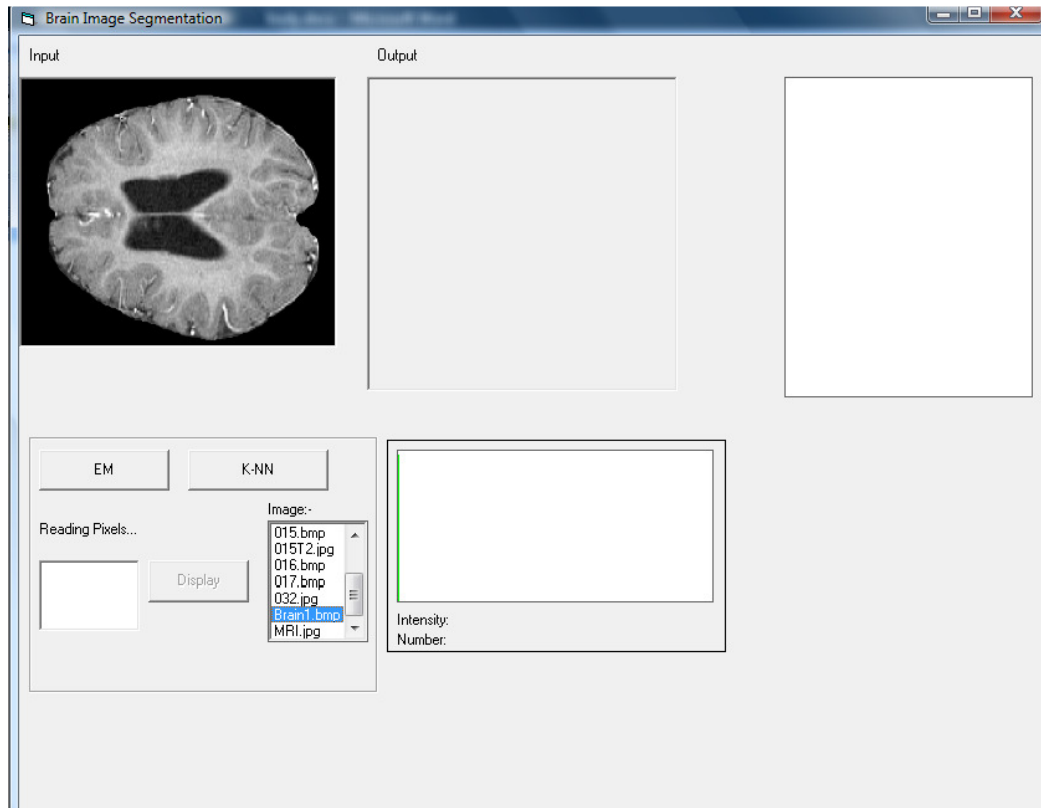 Brain Image Segmentation
Input
Output
EM
K-NN
Image:-
Reading Pixels...
015.bmp
015T2.jpg
016.bmp
017.bmp
032.jpg
Brain1.bmp
MRI.jpg
Display
Intensity:
Number: